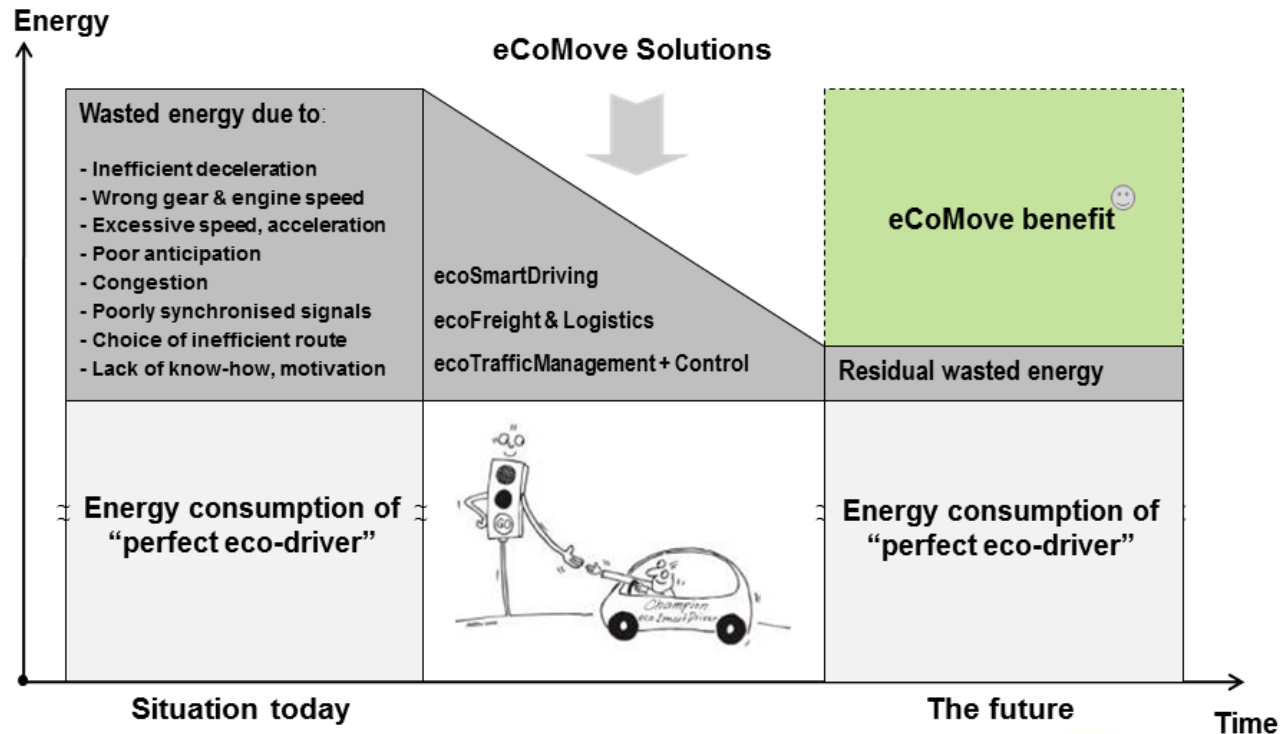 Energy
eCoMove Solutions
Wasted energy due to:
- Inefficient deceleration
- Wrong gear & engine speed
- Excessive speed, acceleration
- Poor anticipation
- Congestion
- Poorly synchronised signals
- Choice of inefficient route
- Lack of know-how, motivation
ecoSmartDriving
ecoFreight & Logistics
ecoTrafficManagement + Control
eCoMove benefit
Residual wasted energy
Energy consumption of
“perfect eco-driver”
GO
Champion
ecoSmartDriver
Energy consumption of
“perfect eco-driver”
Situation today
The future
Time